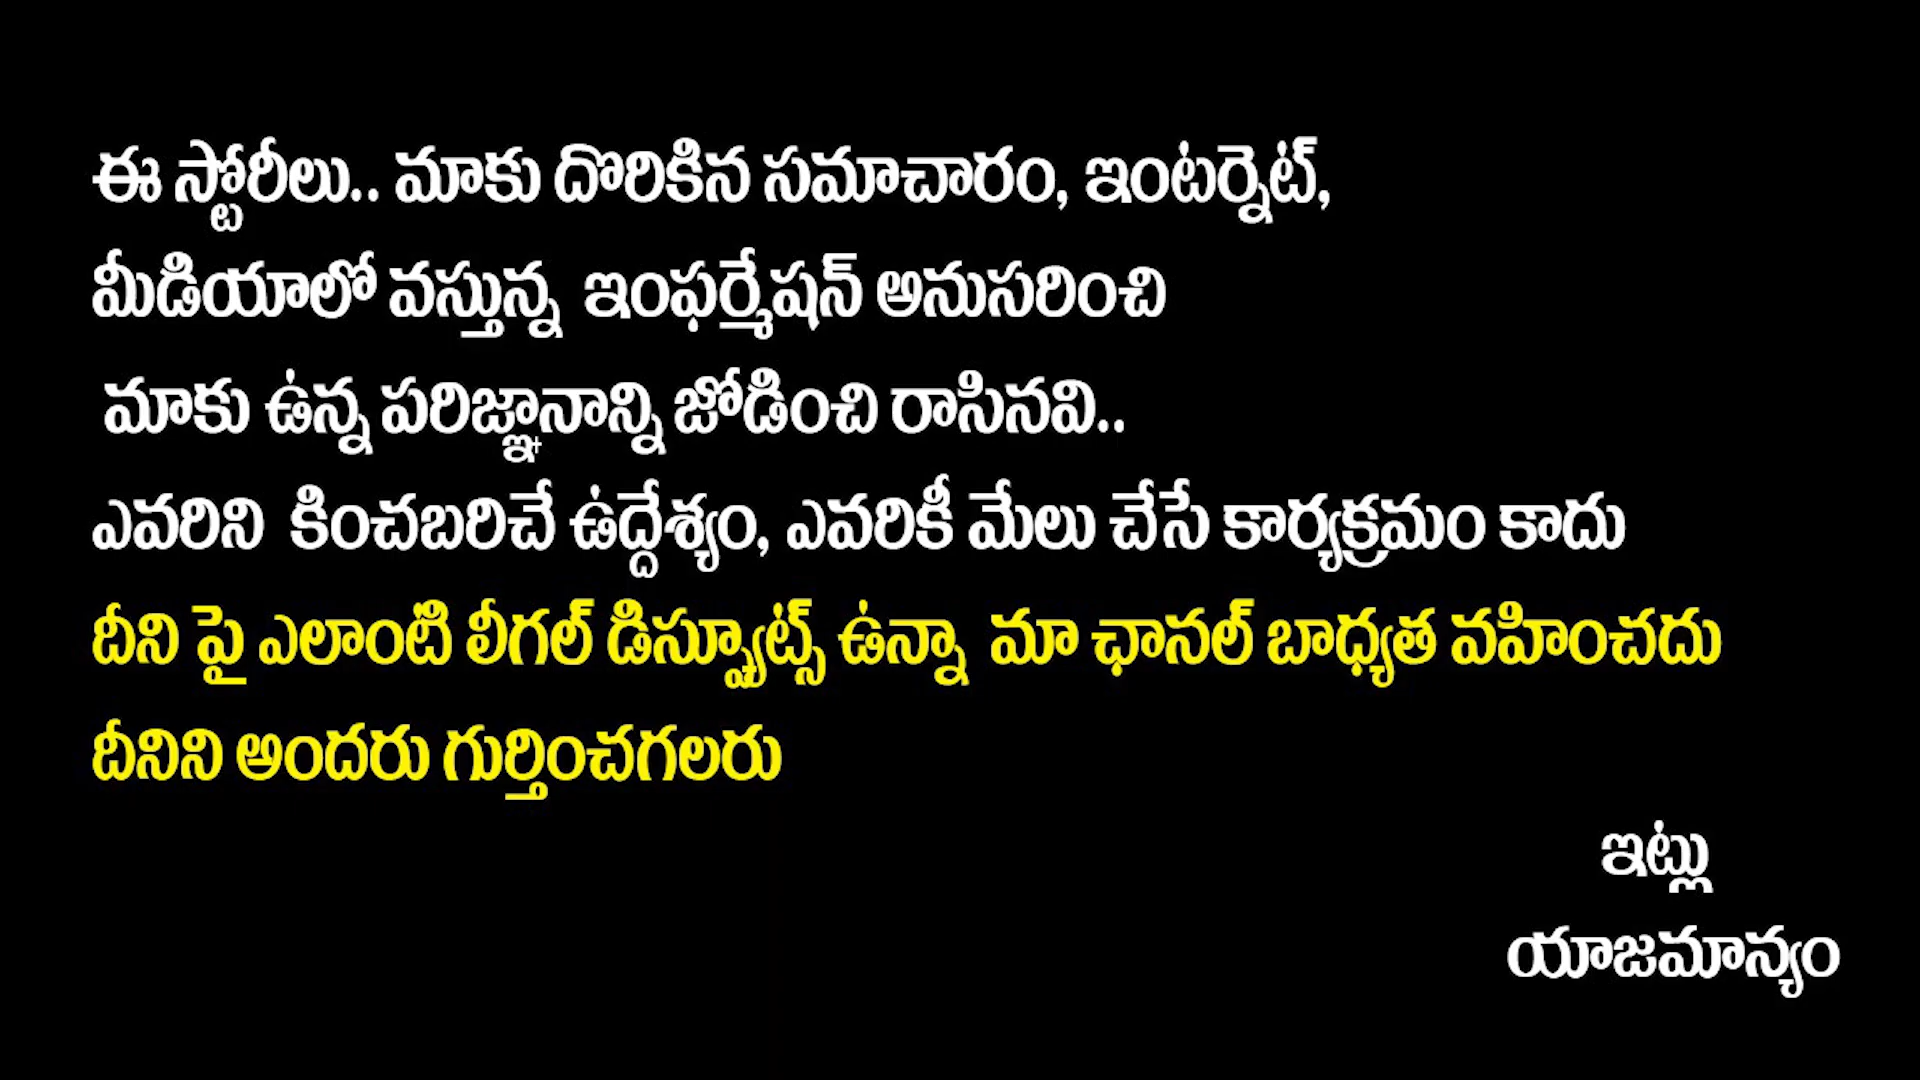 ఈ స్టోరీలు.. మాకు దొరికిన సమాచారం, ఇంటర్నెట్,
మీడియాలో వస్తున్న ఇంఫర్మేషన్ అనుసరించి
మాకు ఉన్న పరిజ్ఞానాన్ని జోడించి రాసినవి..
ఎవరిని కించబరిచే ఉద్దేశ్యం, ఎవరికీ మేలు చేసే కార్యక్రమం కాదు
దీని పై ఎలాంటి లీగల్ డిస్ప్యూట్స్ ఉన్నా మా ఛానల్ బాధ్యత వహించదు
దీనిని అందరు గుర్తించగలరు
ఇట్లు
యాజమాన్యం